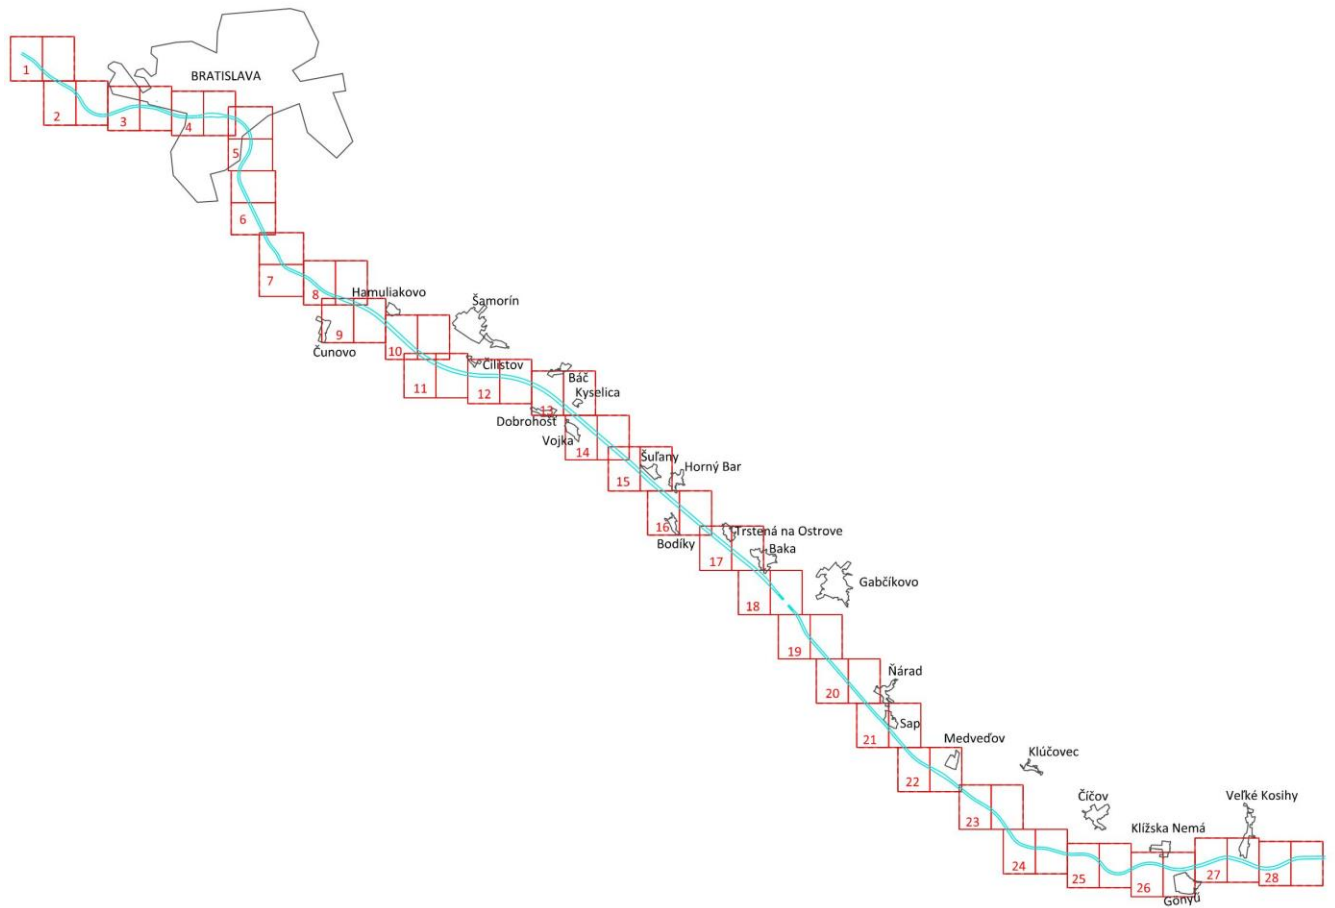 1
BRATISLAVA
2
3
4
5
6
7
8
Hamuliakovo
Šamorín
9
Čunovo
10
Čilistov
11
12
Báč
Kyselica
13
Dobrohošť
Vojka
14
Šuľany
Horný Bar
15
16
Bodíky
Trstená na Ostrove
Baka
17
Gabčíkovo
18
19
Ňárad
20
Sap
21
Medveďov
Klúčovec
22
23
Číčov
Veľké Kosihy
Klížska Nemá
24
25
26
27
28
Gönyű